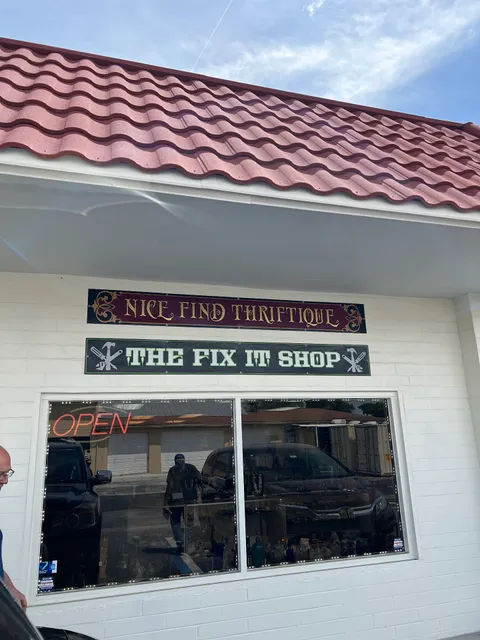 NICE FIND THRIFTIQUE
THE FIX IT SHOP
OPEN